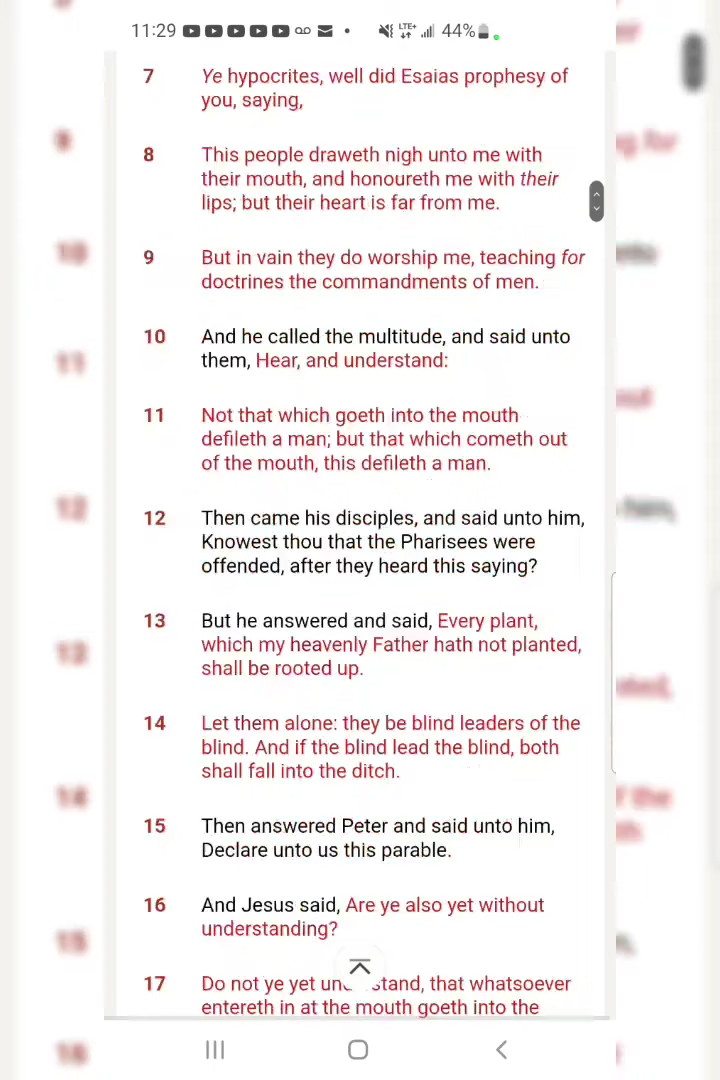 11:29 44%
LTE+
7 Ye hypocrites, well did Esaias prophesy of
you, saying,
8 This people draweth nigh unto me with
their mouth, and honoureth me with their
lips; but their heart is far from me.
9 But in vain they do worship me, teaching for
doctrines the commandments of men.
10 And he called the multitude, and said unto
them, Hear, and understand:
11 Not that which goeth into the mouth
defileth a man; but that which cometh out
of the mouth, this defileth a man.
12 Then came his disciples, and said unto him,
Knowest thou that the Pharisees were
offended, after they heard this saying?
13 But he answered and said, Every plant,
which my heavenly Father hath not planted,
shall be rooted up.
14 Let them alone: they be blind leaders of the
blind. And if the blind lead the blind, both
shall fall into the ditch.
15 Then answered Peter and said unto him,
Declare unto us this parable.
16 And Jesus said, Are ye also yet without
understanding?
17 Do not ye yet stand, that whatsoever
entereth in at the mouth goeth into the